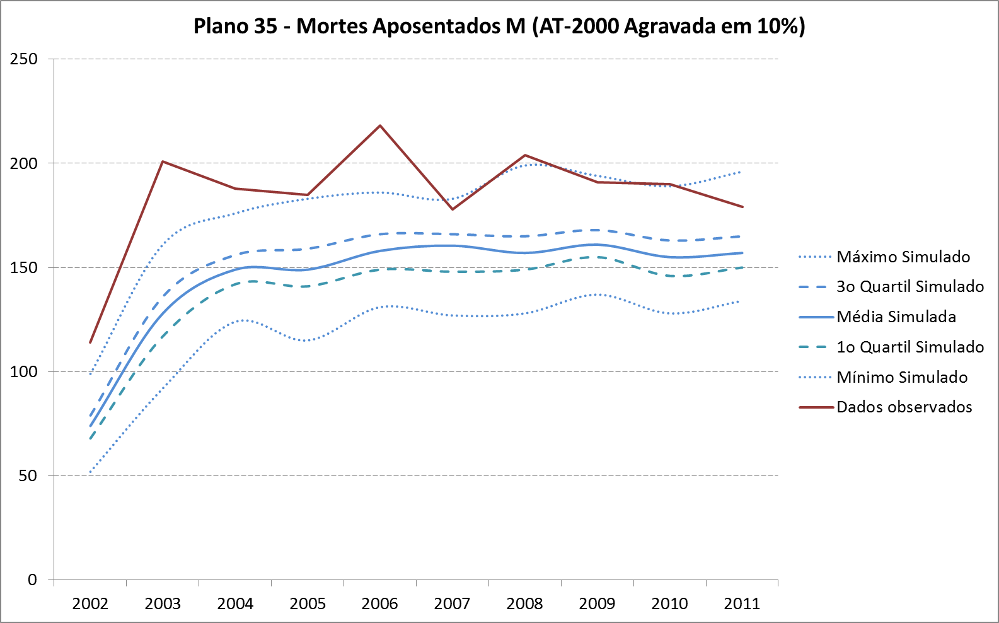 Plano 35 - Mortes Aposentados M (AT-2000 Agravada em 10%)
250
200
150
100
50
0
2002 2003 2004 2005 2006 2007 2008 2009 2010 2011
Máximo Simulado
3o Quartil Simulado
Média Simulada
1o Quartil Simulado
Mínimo Simulado
Dados observados